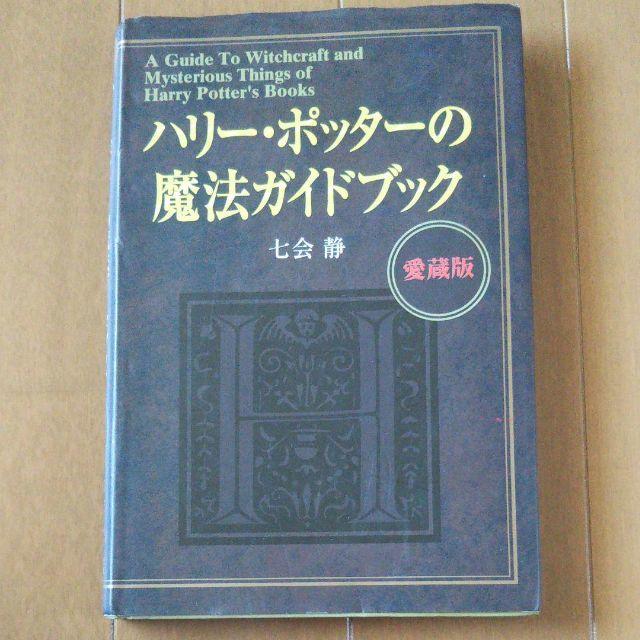 A Guide To Witchcraft and
Mysterious Things of
Harry Potter's Books
ハリー・ポッターの
魔法ガイドブック
七会 静
愛蔵版
H